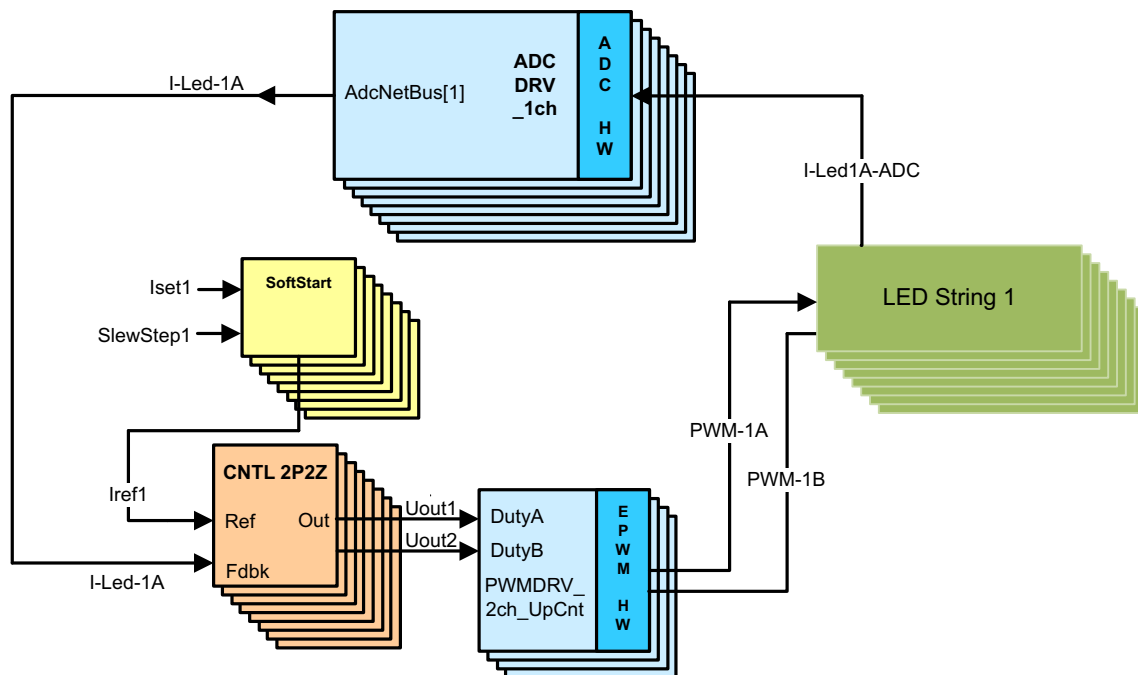 I-Led-1A
AdcNetBus[1]
ADC
DRV
_1ch
A
D
C
H
W
I-Led1A-ADC
Iset1
SlewStep1
SoftStart
LED String 1
Iref1
CNTL 2P2Z
Ref
Out
Fdbk
I-Led-1A
Uout1
Uout2
DutyA
DutyB
PWMDRV_
2ch_UpCnt
E
P
W
M
H
W
PWM-1A
PWM-1B